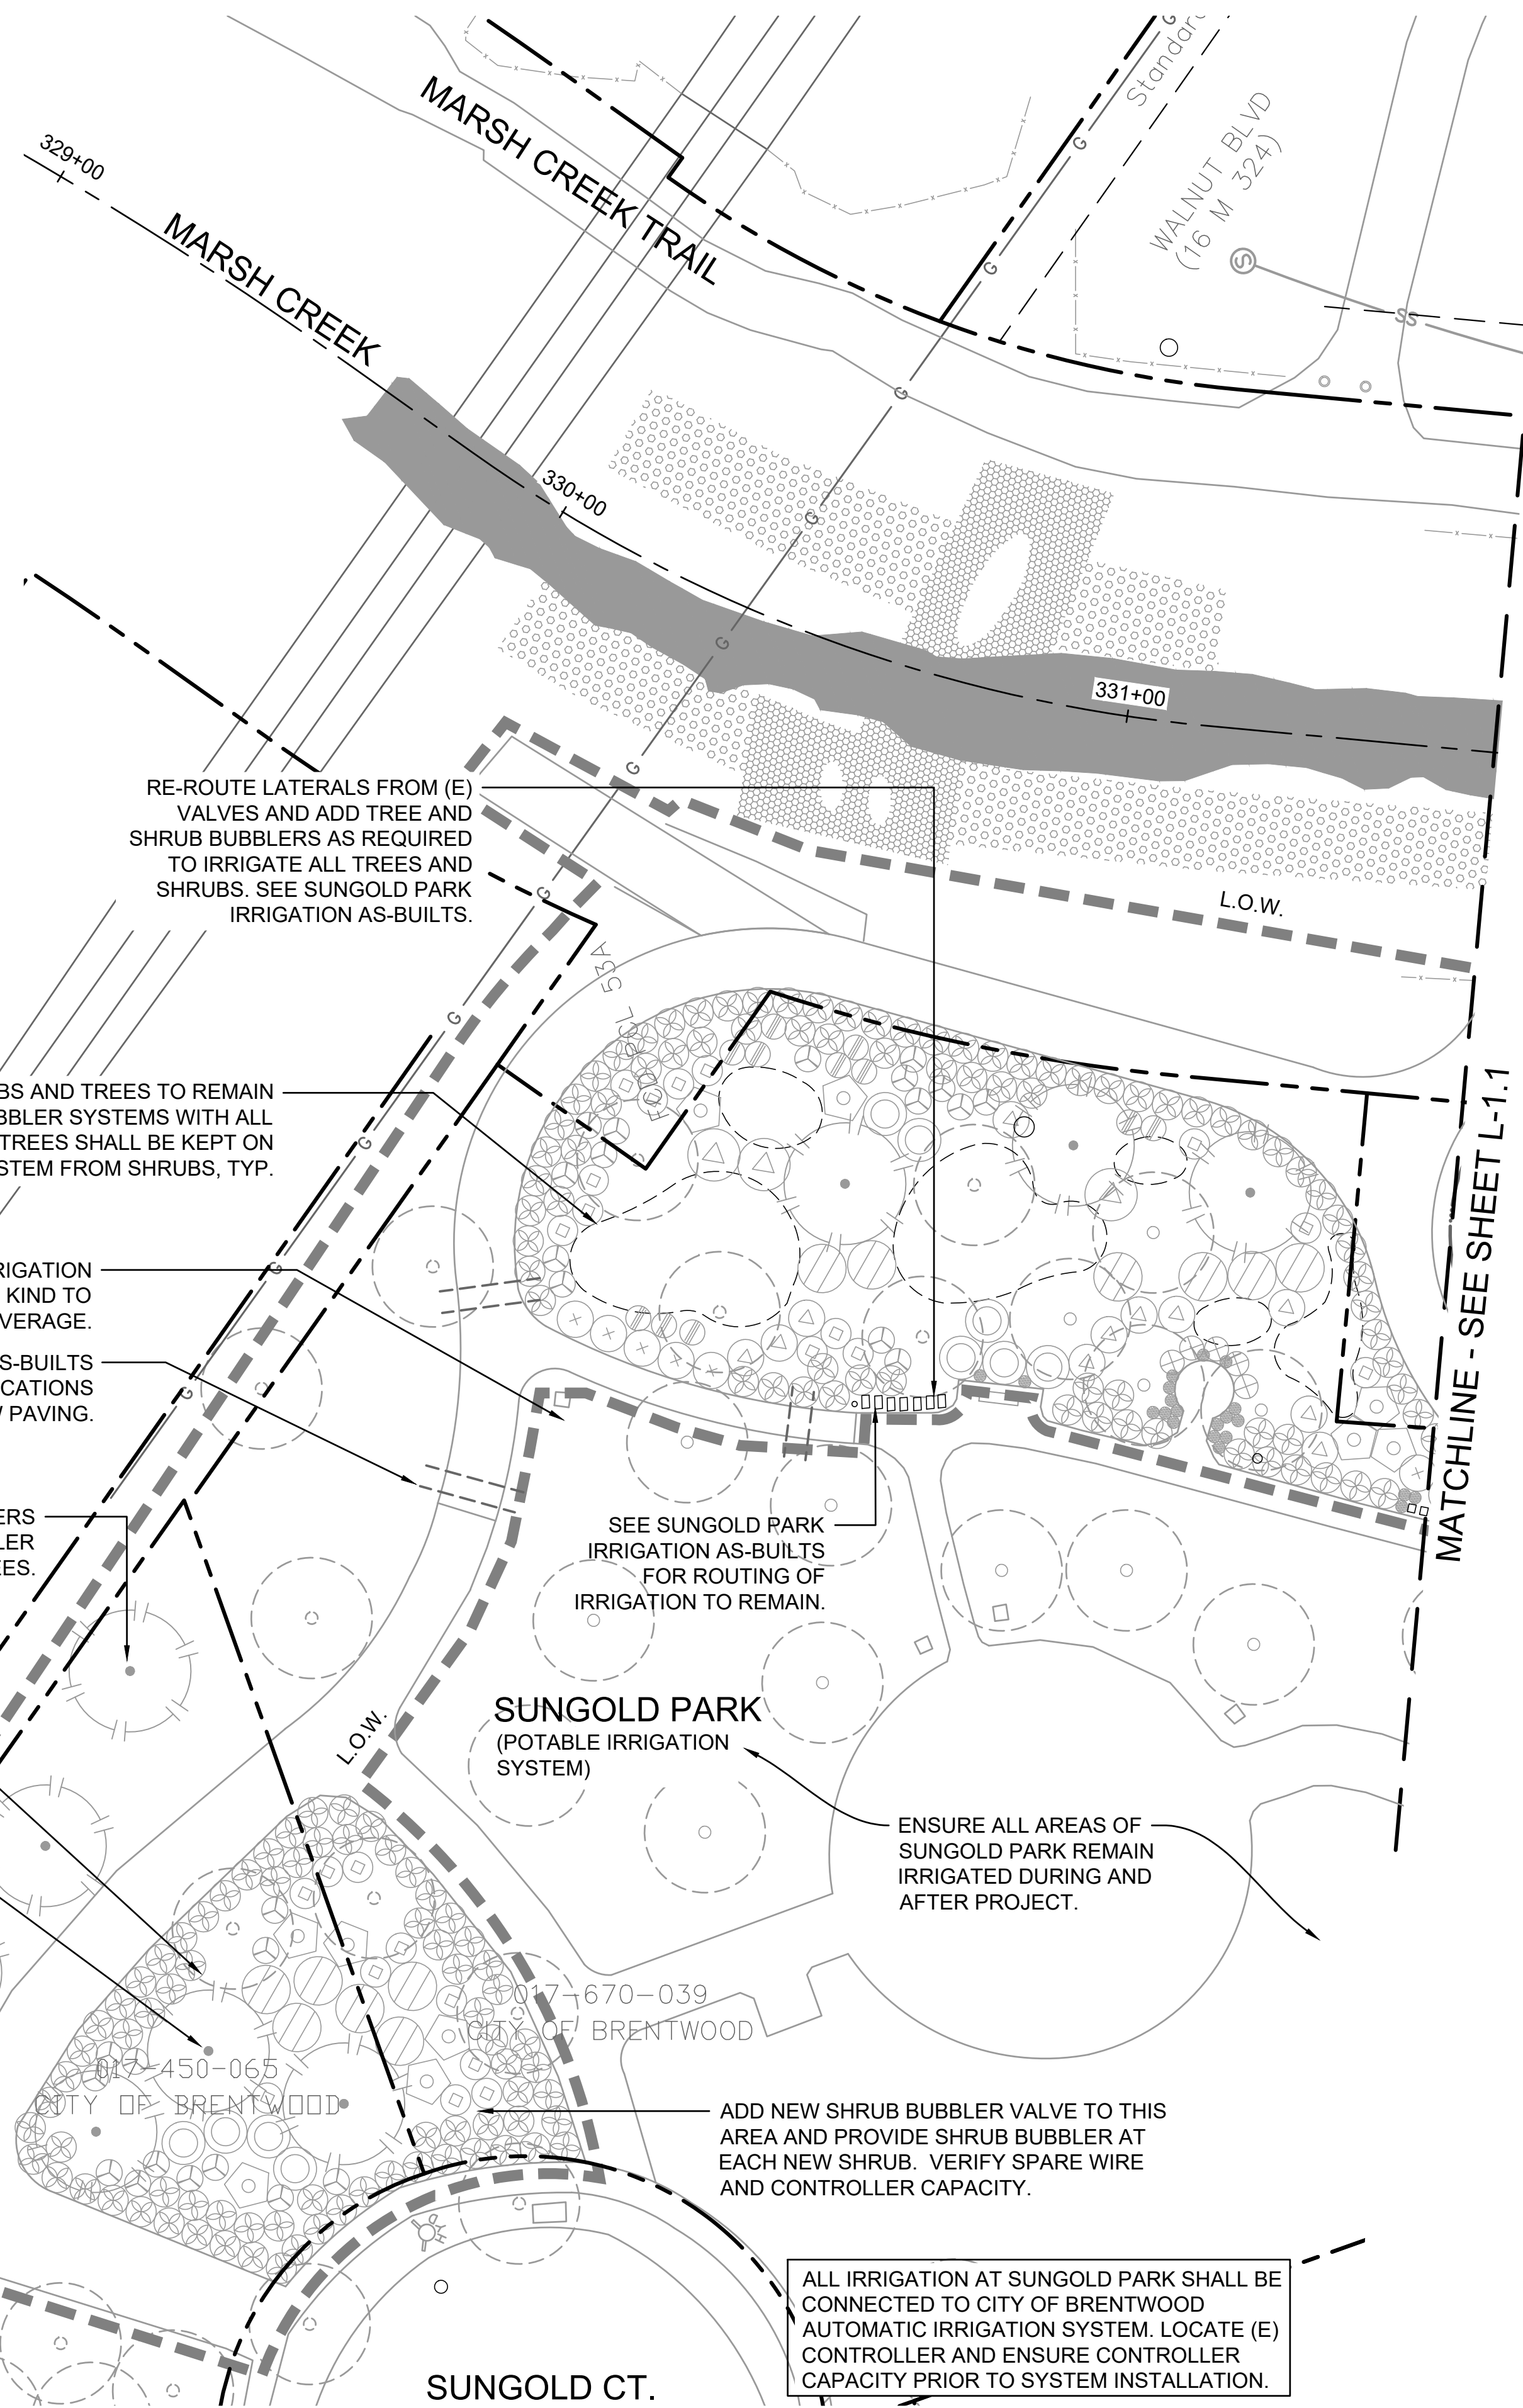 Standard
WALNUT BLVD
(16 M 324)
329+00
MARSH CREEK TRAIL
MARSH CREEK
G
G
G
G
S
SS
330+00
G
G
331+00
G
RE-ROUTE LATERALS FROM (E)
VALVES AND ADD TREE AND
SHRUB BUBBLERS AS REQUIRED
TO IRRIGATE ALL TREES AND
SHRUBS. SEE SUNGOLD PARK
IRRIGATION AS-BUILTS.
L.O.W.
G
G
PCL 53A
BS AND TREES TO REMAIN
BBLER SYSTEMS WITH ALL
TREES SHALL BE KEPT ON
STEM FROM SHRUBS, TYP.
G
G
G
RIGATION
KIND TO
VERAGE.
S-BUILTS
CATIONS
W PAVING.
MATCHLINE - SEE SHEET L-1.1
ERS
LER
EES.
SEE SUNGOLD PARK
IRRIGATION AS-BUILTS
FOR ROUTING OF
IRRIGATION TO REMAIN.
SUNGOLD PARK
(POTABLE IRRIGATION
SYSTEM)
L.O.W.
ENSURE ALL AREAS OF
SUNGOLD PARK REMAIN
IRRIGATED DURING AND
AFTER PROJECT.
017-670-039
CITY OF BRENTWOOD
017-450-065
CITY OF BRENTWOOD
ADD NEW SHRUB BUBBLER VALVE TO THIS
AREA AND PROVIDE SHRUB BUBBLER AT
EACH NEW SHRUB. VERIFY SPARE WIRE
AND CONTROLLER CAPACITY.
ALL IRRIGATION AT SUNGOLD PARK SHALL BE
CONNECTED TO CITY OF BRENTWOOD
AUTOMATIC IRRIGATION SYSTEM. LOCATE (E)
CONTROLLER AND ENSURE CONTROLLER
CAPACITY PRIOR TO SYSTEM INSTALLATION.
SUNGOLD CT.